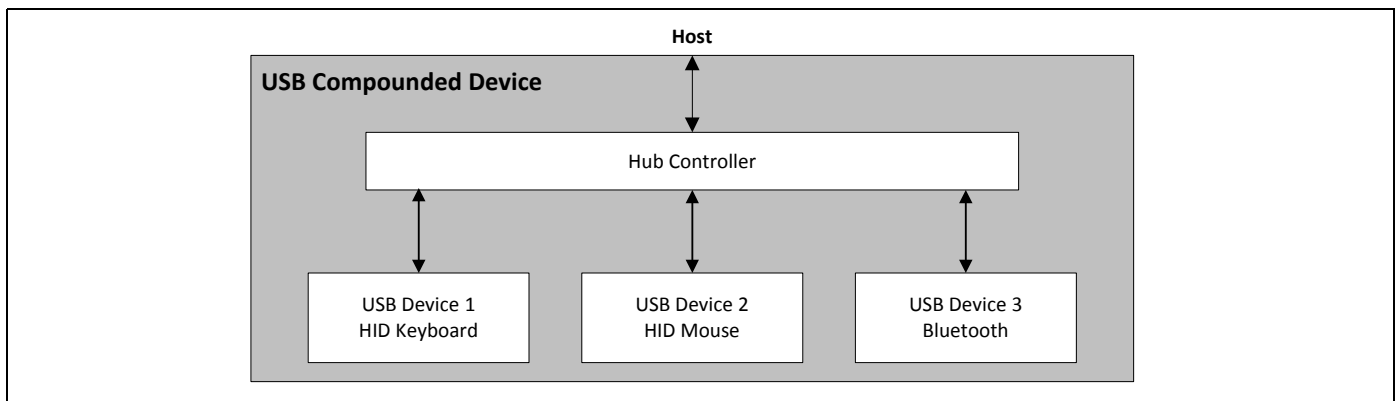 Host
USB Compounded Device
Hub Controller
USB Device 1
HID Keyboard
USB Device 2
HID Mouse
USB Device 3
Bluetooth